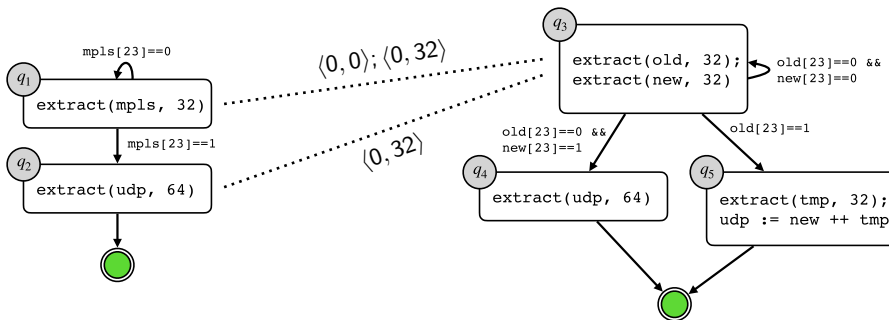 mpls[23]==0
q1
extract(mpls, 32)
mpls[23]==1
q2
extract(udp, 64)
⟨0, 0⟩; ⟨0, 32⟩
⟨0, 32⟩
q3
extract(old, 32);
extract(new, 32)
old[23]==0 &&
new[23]==0
old[23]==0 &&
new[23]==1
old[23]==1
q4
extract(udp, 64)
q5
extract(tmp, 32);
udp := new ++ tmp